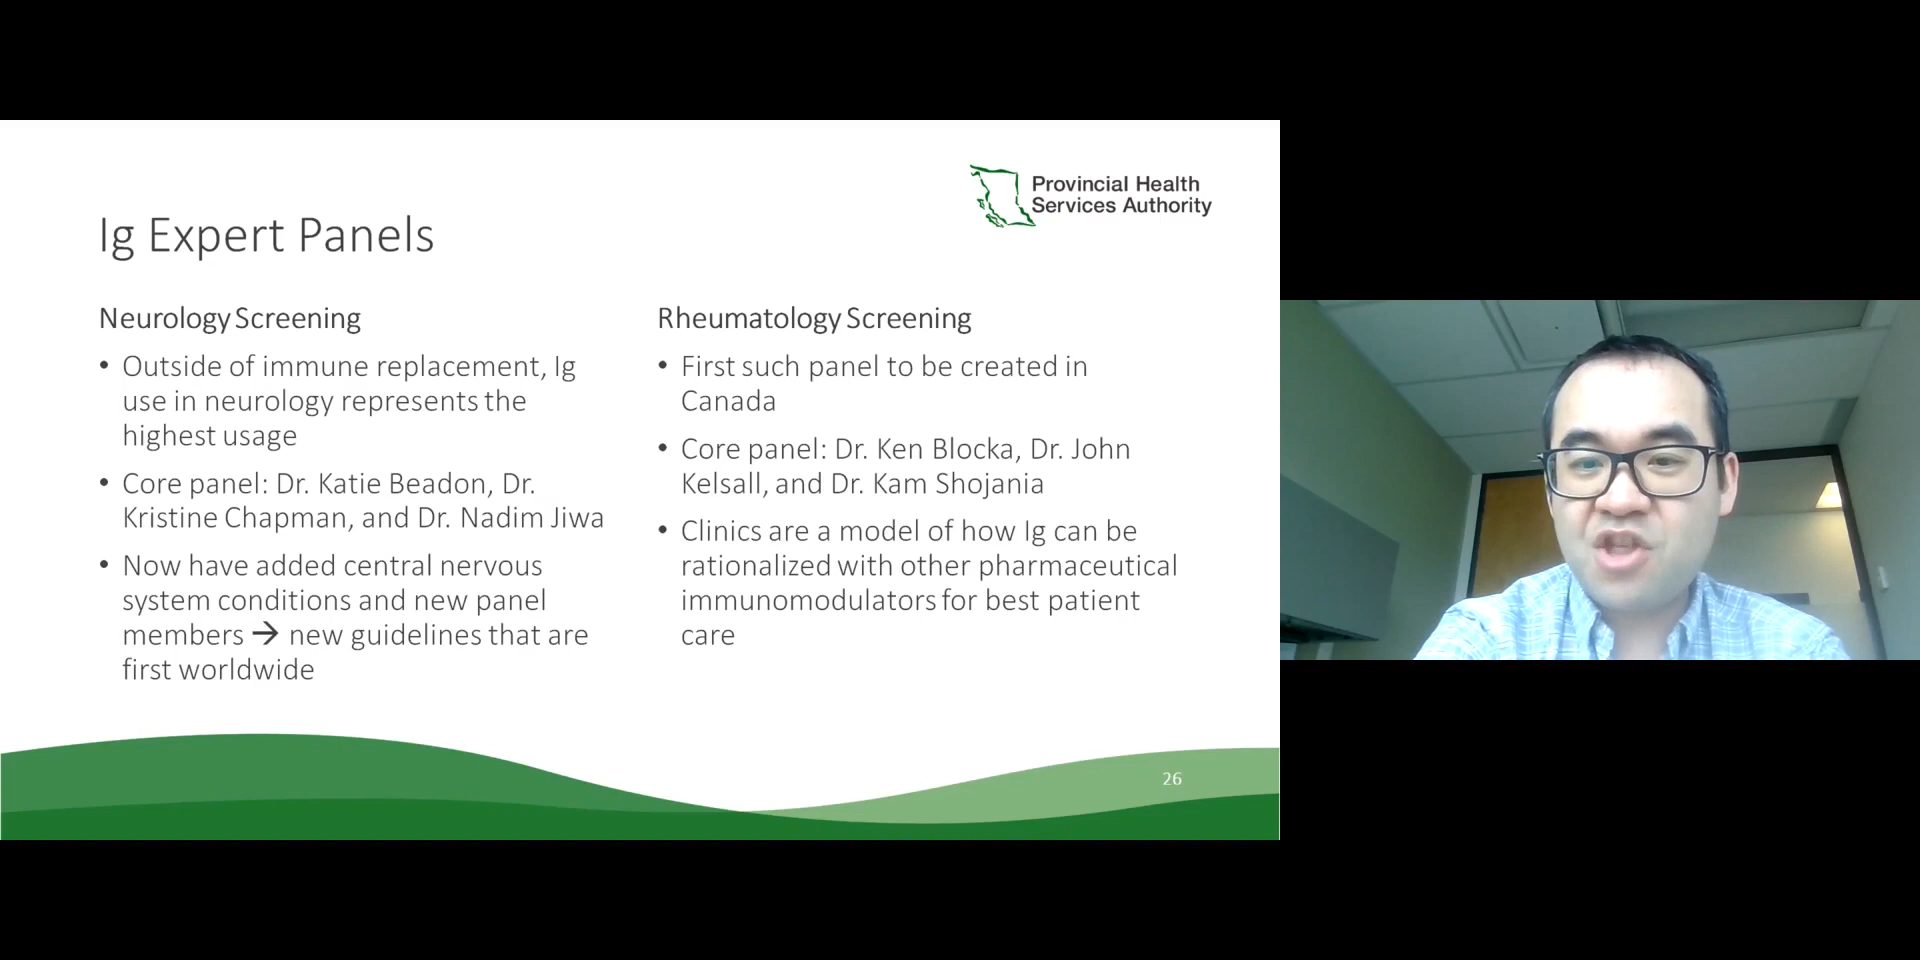 Provincial Health
Services Authority
Ig Expert Panels
Neurology Screening
• Outside of immune replacement, Ig
use in neurology represents the
highest usage
• Core panel: Dr. Katie Beadon, Dr.
Kristine Chapman, and Dr. Nadim Jiwa
• Now have added central nervous
system conditions and new panel
members → new guidelines that are
first worldwide
Rheumatology Screening
• First such panel to be created in
Canada
• Core panel: Dr. Ken Blocka, Dr. John
Kelsall, and Dr. Kam Shojania
• Clinics are a model of how Ig can be
rationalized with other pharmaceutical
immunomodulators for best patient
care
26